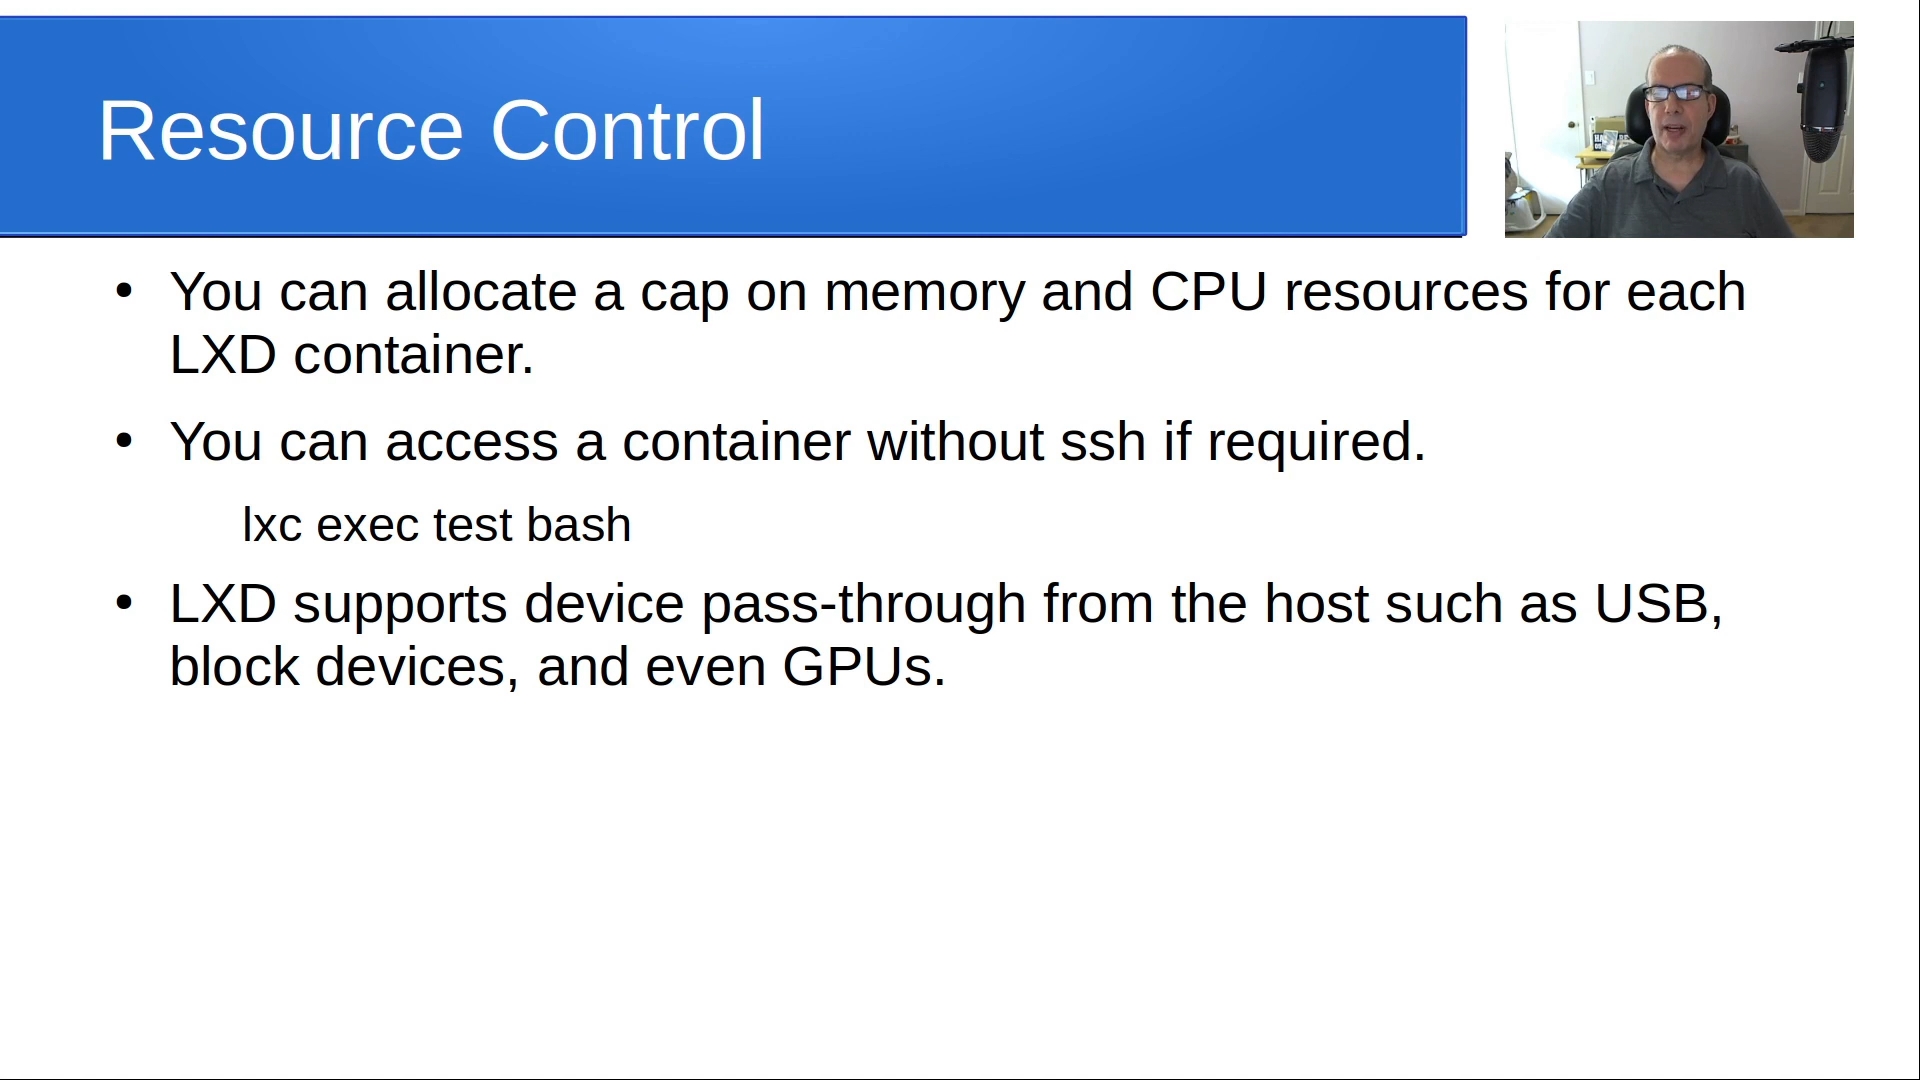 Resource Control
• You can allocate a cap on memory and CPU resources for each
LXD container.
• You can access a container without ssh if required.
lxc exec test bash
• LXD supports device pass-through from the host such as USB,
block devices, and even GPUs.